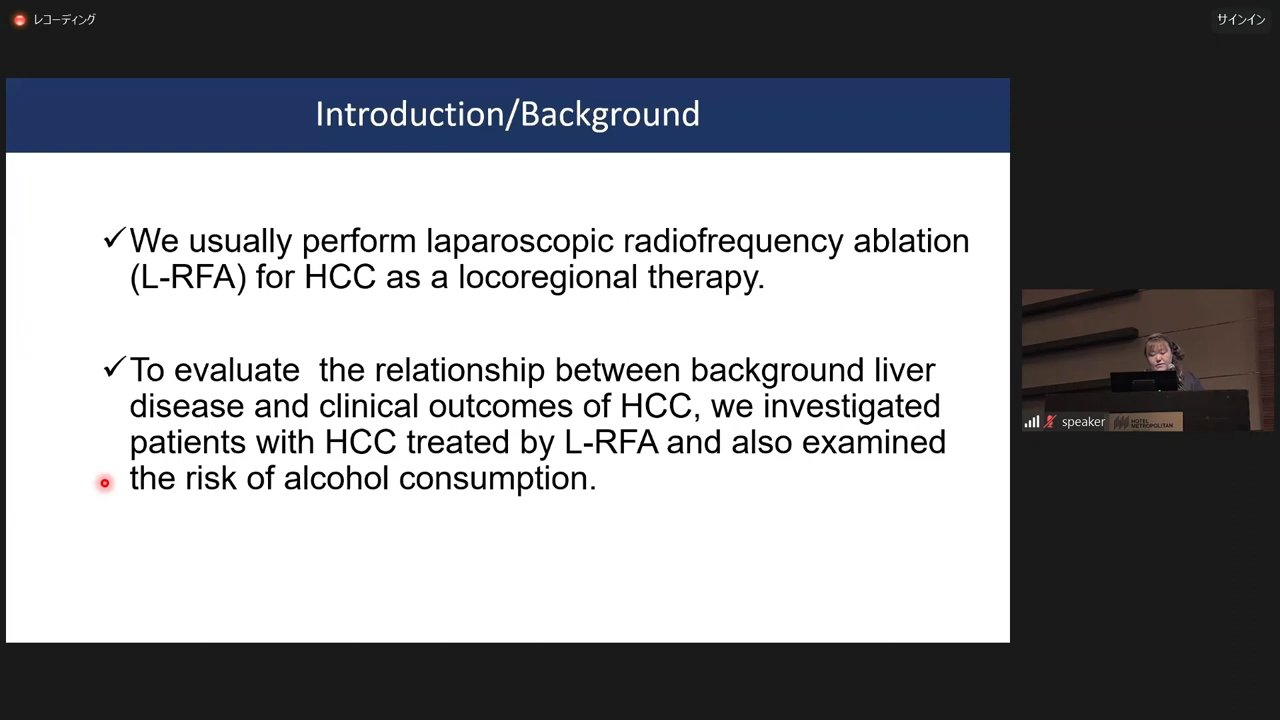 レコーディング
サインイン
Introduction/Background
✓We usually perform laparoscopic radiofrequency ablation
(L-RFA) for HCC as a locoregional therapy.
✓To evaluate  the relationship between background liver
disease and clinical outcomes of HCC, we investigated
patients with HCC treated by L-RFA and also examined
the risk of alcohol consumption.
speaker
HOTEL
METROPOLITAN